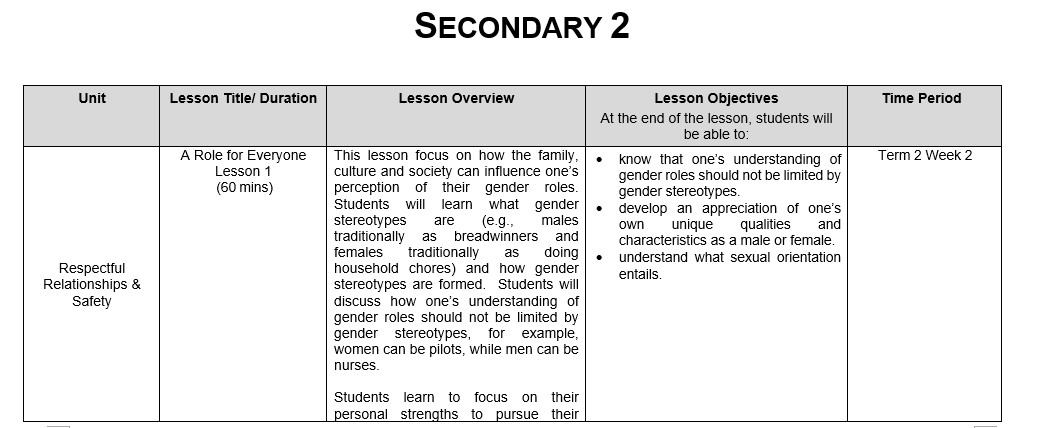 SECONDARY 2
Unit
Lesson Title/ Duration
Lesson Overview
Lesson Objectives
At the end of the lesson, students will
be able to:
Time Period
Respectful
Relationships &
Safety
A Role for Everyone
Lesson 1
(60 mins)
This lesson focus on how the family,
culture and society can influence one's
perception of their gender roles.
Students will learn what gender
stereotypes are (e.g., males
traditionally as breadwinners and
females traditionally as doing
household chores) and how gender
stereotypes are formed. Students will
discuss how one's understanding of
gender roles should not be limited by
gender stereotypes, for example,
women can be pilots, while men can be
nurses.
Students learn to focus on their
personal strengths to pursue their
• know that one's understanding of
gender roles should not be limited by
gender stereotypes.
• develop an appreciation of one's
own unique qualities and
characteristics as a male or female.
• understand what sexual orientation
entails.
Term 2 Week 2